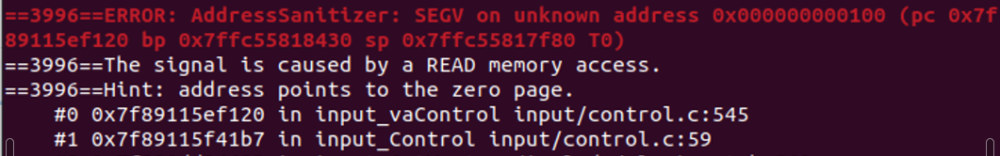 ==3996==ERROR: AddressSanitizer: SEGV on unknown address 0x000000000100 (pc 0x7f
89115ef120 bp 0x7ffc55818430 sp 0x7ffc55817f80 T0)
==3996==The signal is caused by a READ memory access.
==3996==Hint: address points to the zero page.
    #0 0x7f89115ef120 in input_vaControl input/control.c:545
    #1 0x7f89115f41b7 in input_Control input/control.c:59